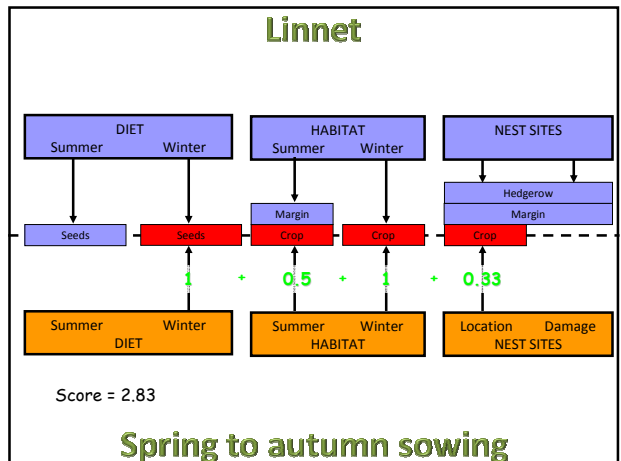 Linnet
DIET
Summer Winter
HABITAT
Summer Winter
NEST SITES
Hedgerow
Margin
Margin
Seeds
Seeds
Crop
Crop
Crop
1 + 0.5 + 1 + 0.33
Summer Winter
DIET
Summer Winter
HABITAT
Location Damage
NEST SITES
Score = 2.83
Spring to autumn sowing